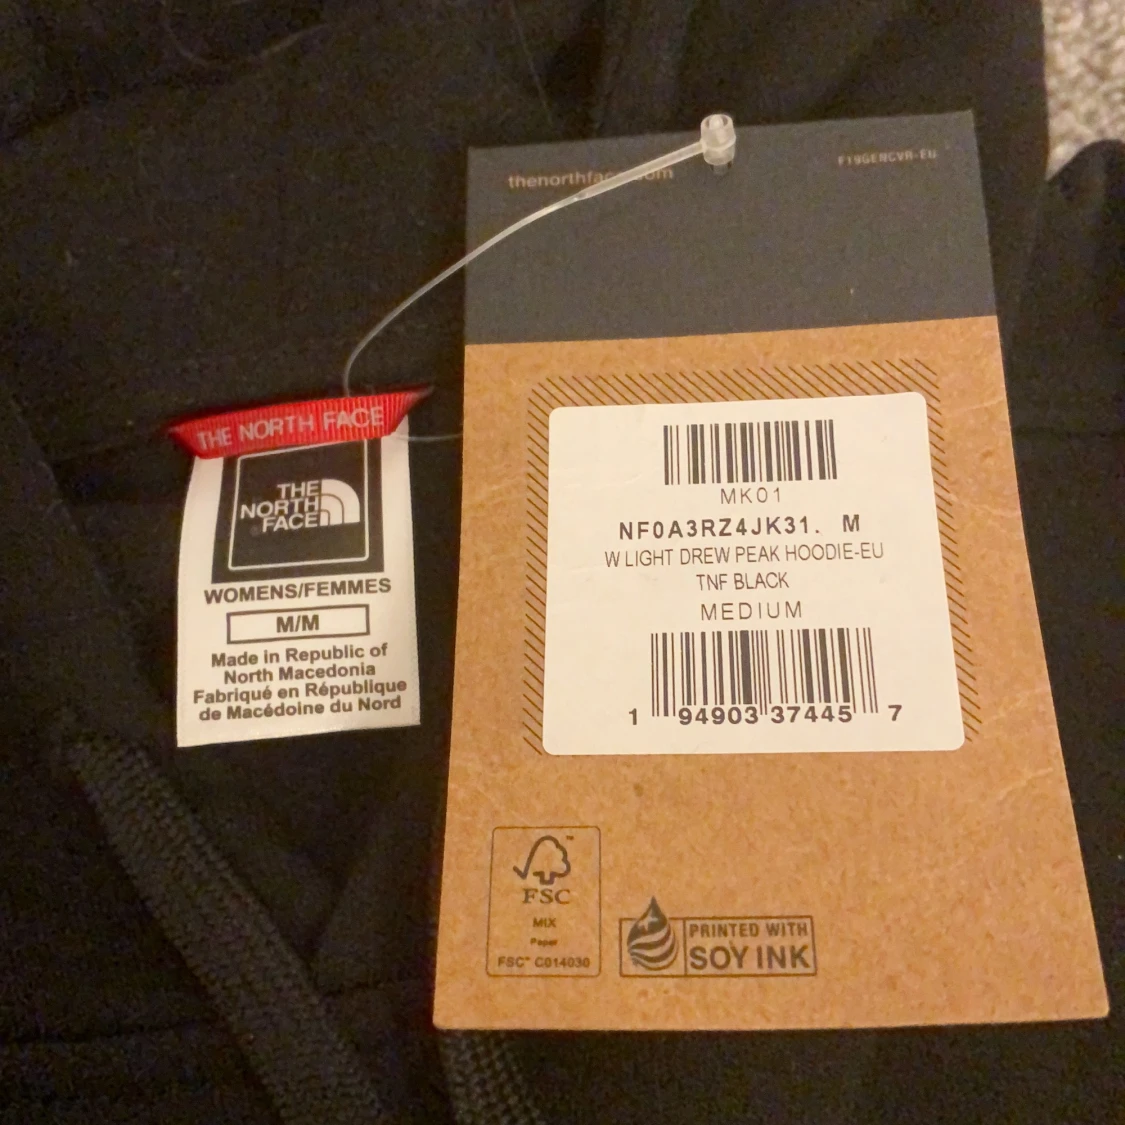 thenorthface.com
F19GENCVR-EU
THE NORTH FACE
THE
NORTH
FACE
WOMENS/FEMMES
M/M
Made in Republic of
North Macedonia
Fabriqué en République
de Macédoine du Nord
MK01
NF0A3RZ4JK31. M
W LIGHT DREW PEAK HOODIE-EU
TNF BLACK
MEDIUM
1 94903 37445 7
FSC
MIX
Paper
FSC™ C014030
PRINTED WITH
SOY INK